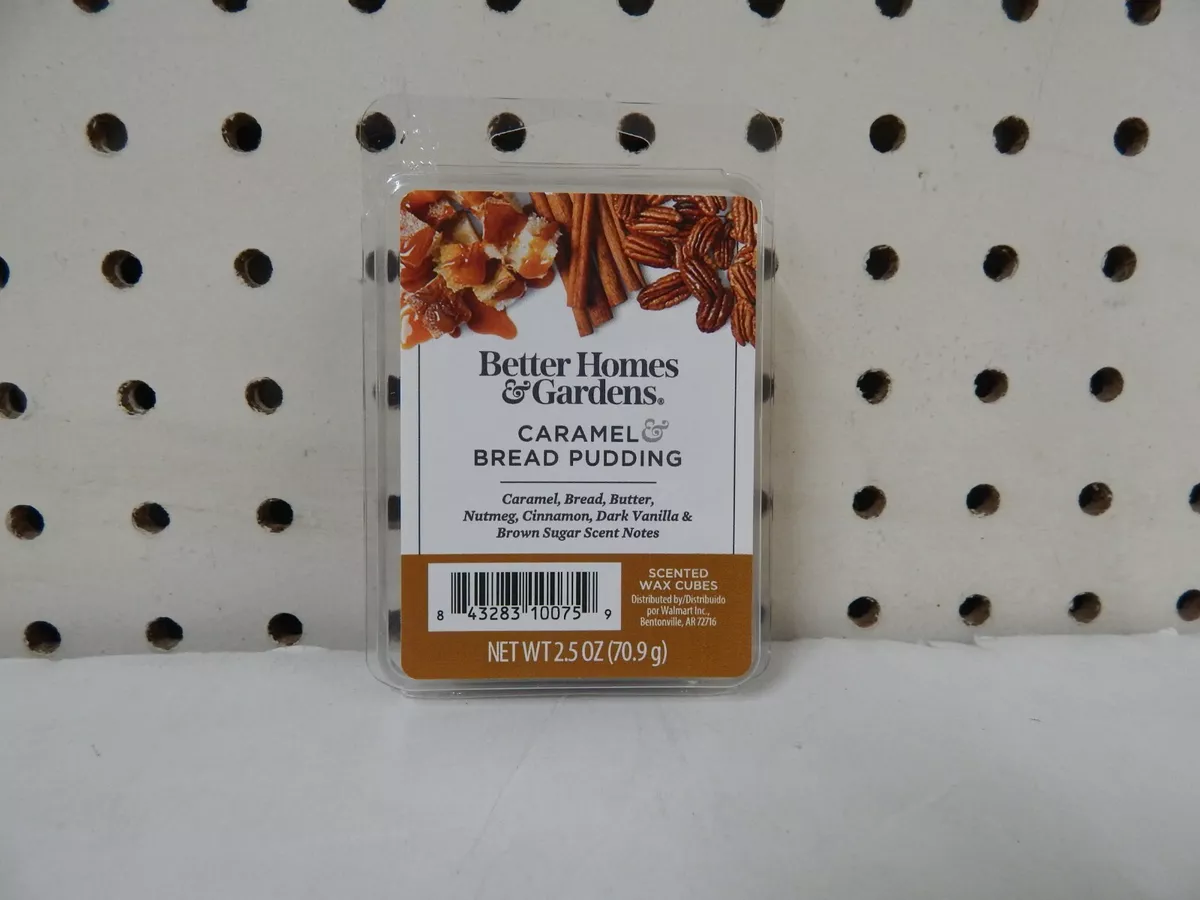 Better Homes
& Gardens®
CARAMEL &
BREAD PUDDING
Caramel, Bread, Butter,
Nutmeg, Cinnamon, Dark Vanilla &
Brown Sugar Scent Notes
8 43283 10075 9
SCENTED
WAX CUBES
Distributed by/Distribuido
por Walmart Inc.,
Bentonville, AR 72716
NET WT 2.5 OZ (70.9 g)